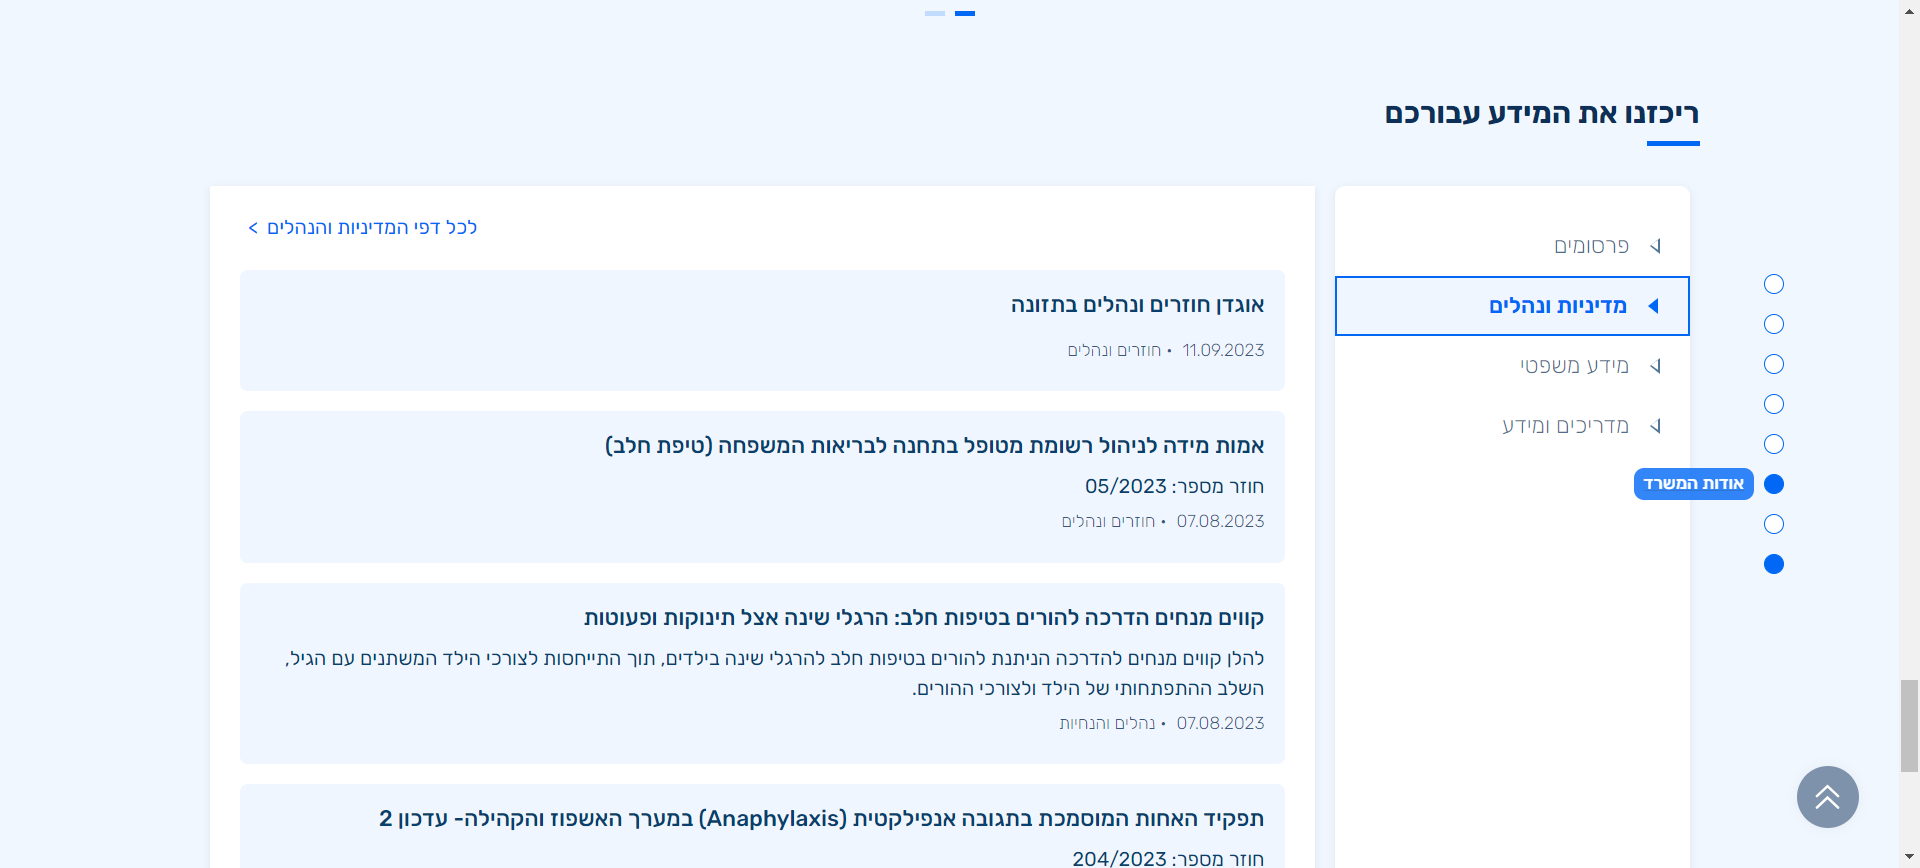 ריכזנו את המידע עבורכם
פרסומים
מדיניות ונהלים
מידע משפטי
מדריכים ומידע
אודות המשרד
לכל דפי המדיניות והנהלים >
אוגדן חוזרים ונהלים בתזונה
11.09.2023 • חוזרים ונהלים
אמות מידה לניהול רשומת מטופל בתחנה לבריאות המשפחה (טיפת חלב)
חוזר מספר: 05/2023
07.08.2023 • חוזרים ונהלים
קווים מנחים הדרכה להורים בטיפות חלב: הרגלי שינה אצל תינוקות ופעוטות
להלן קווים מנחים להדרכה הניתנת להורים בטיפות חלב להרגלי שינה בילדים, תוך התייחסות לצורכי הילד המשתנים עם הגיל,
השלב ההתפתחותי של הילד ולצורכי ההורים.
07.08.2023 • נהלים והנחיות
תפקיד האחות המוסמכת בתגובה אנפילקטית (Anaphylaxis) במערך האשפוז והקהילה- עדכון 2
חוזר מספר: 204/2023